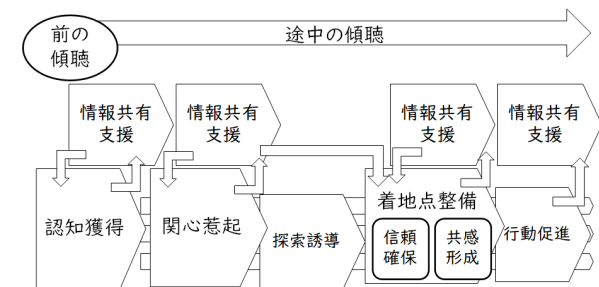 前の
傾聴
途中の傾聴
情報共有
支援
情報共有
支援
情報共有
支援
情報共有
支援
認知獲得
関心惹起
探索誘導
着地点整備
信頼
確保
共感
形成
行動促進